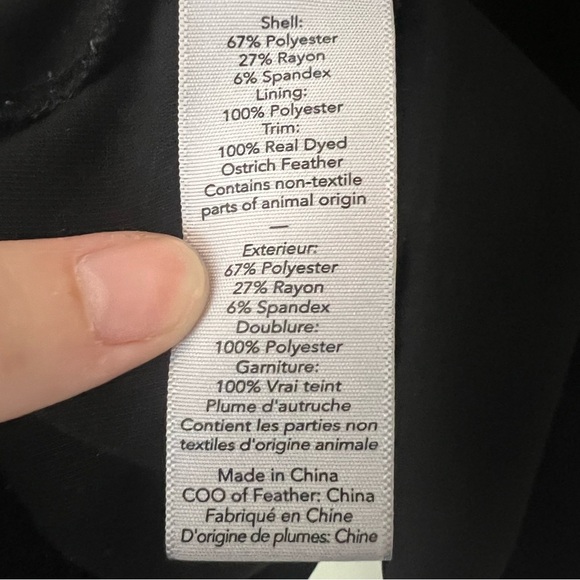 Shell:
67% Polyester
27% Rayon
6% Spandex
Lining:
100% Polyester
Trim:
100% Real Dyed
Ostrich Feather
Contains non-textile
parts of animal origin
—
Exterieur:
67% Polyester
27% Rayon
6% Spandex
Doublure:
100% Polyester
Garniture:
100% Vrai teint
Plume d'autruche
Contient les parties non
textiles d'origine animale
Made in China
COO of Feather: China
Fabriqué en Chine
D'origine de plumes: Chine